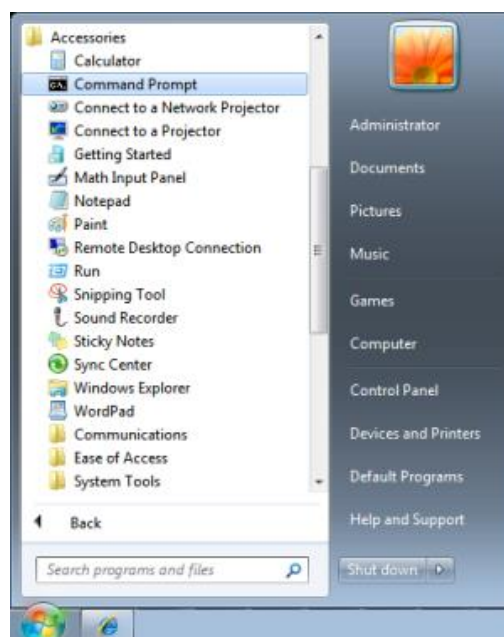 Accessories
Calculator
Command Prompt
Connect to a Network Projector
Connect to a Projector
Getting Started
Math Input Panel
Notepad
Paint
Remote Desktop Connection
Run
Snipping Tool
Sound Recorder
Sticky Notes
Sync Center
Windows Explorer
WordPad
Communications
Ease of Access
System Tools
Back
Search programs and files
Administrator
Documents
Pictures
Music
Games
Computer
Control Panel
Devices and Printers
Default Programs
Help and Support
Shut down